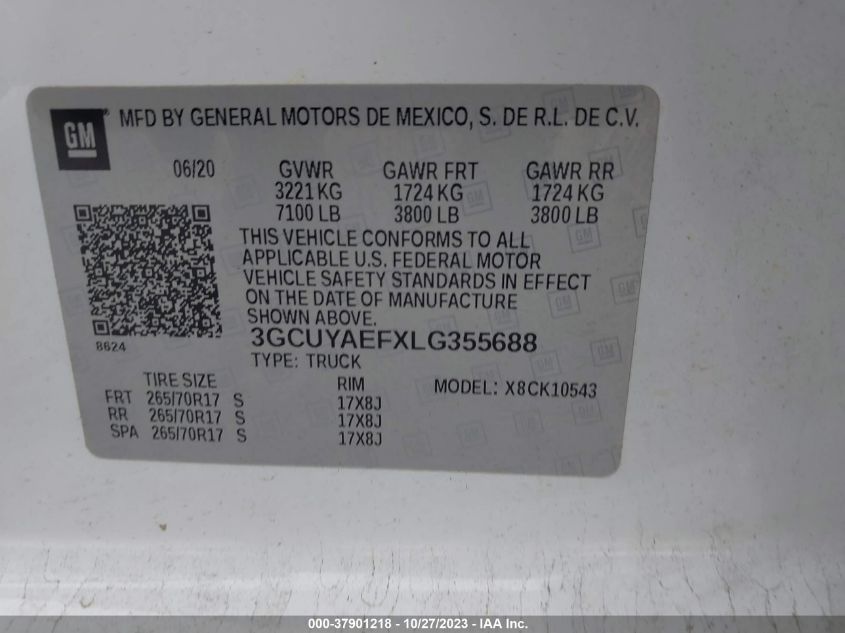 GM ® MFD BY GENERAL MOTORS DE MEXICO, S. DE R.L. DE C.V.
06/20 GVWR GAWR FRT GAWR RR
3221 KG 1724 KG 1724 KG
7100 LB 3800 LB 3800 LB
THIS VEHICLE CONFORMS TO ALL
APPLICABLE U.S. FEDERAL MOTOR
VEHICLE SAFETY STANDARDS IN EFFECT
ON THE DATE OF MANUFACTURE
SHOWN ABOVE.
8624
3GCUYAEFXLG355688
TYPE: TRUCK
TIRE SIZE RIM MODEL: X8CK10543
FRT 265/70R17 S 17X8J
RR 265/70R17 S 17X8J
SPA 265/70R17 S 17X8J
000-37901218 - 10/27/2023 - IAA Inc.